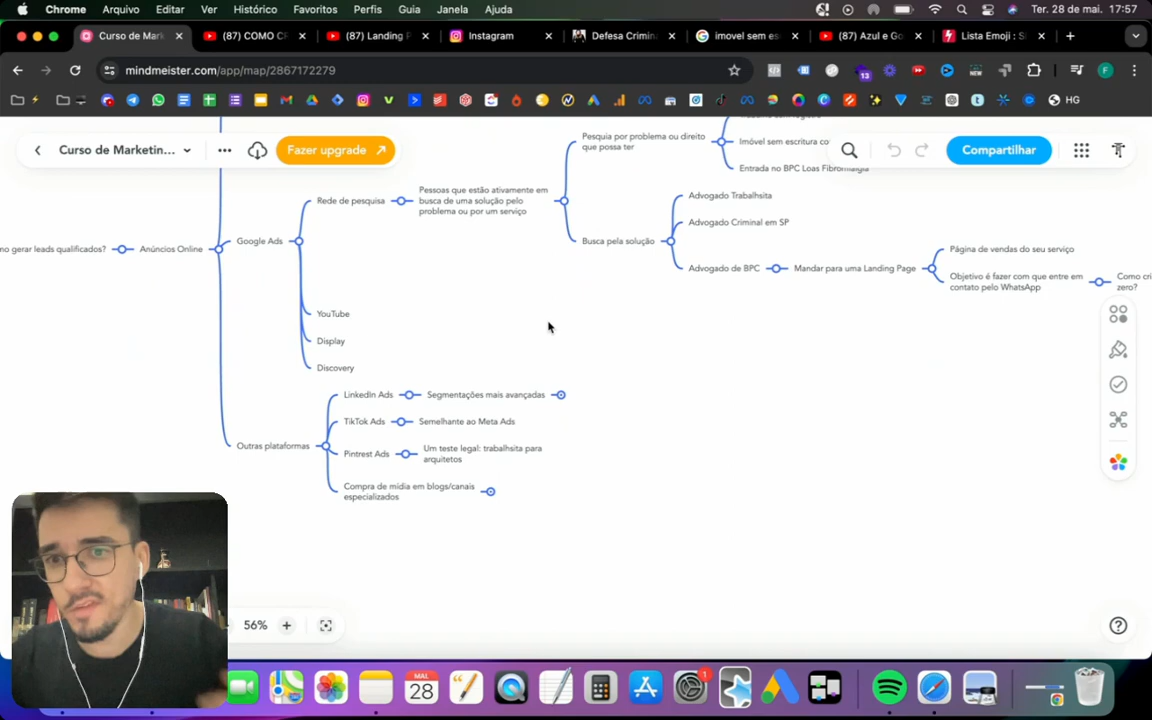 Chrome Arquivo Editar Ver Histórico Favoritos Perfis Guia Janela Ajuda Ter. 28 de mai. 17:57
Curso de Mark
(87) COMO CR
(87) Landing P
Instagram
Defesa Crimin
imovel sem es
(87) Azul e Go
Lista Emoji : S
mindmeister.com/app/map/2867172279
13
NEW
F
HG
Curso de Marketin...
Fazer upgrade
Compartilhar
Pesquia por problema ou direito
que possa ter
Imóvel sem escritura co
Entrada no BPC Loas Fibromialgia
Pessoas que estão ativamente em
busca de uma solução pelo
problema ou por um serviço
Rede de pesquisa
Advogado Trabalhsita
Advogado Criminal em SP
Busca pela solução
Google Ads
mo gerar leads qualificados?
Anúncios Online
Advogado de BPC
Mandar para uma Landing Page
Página de vendas do seu serviço
Objetivo é fazer com que entre em
contato pelo WhatsApp
Como cri
zero?
YouTube
Display
Discovery
Outras plataformas
LinkedIn Ads
Segmentações mais avançadas
TikTok Ads
Semelhante ao Meta Ads
Pintrest Ads
Um teste legal: trabalhsita para
arquitetos
Compra de mídia em blogs/canais
especializados
56%
MAI.
28
1